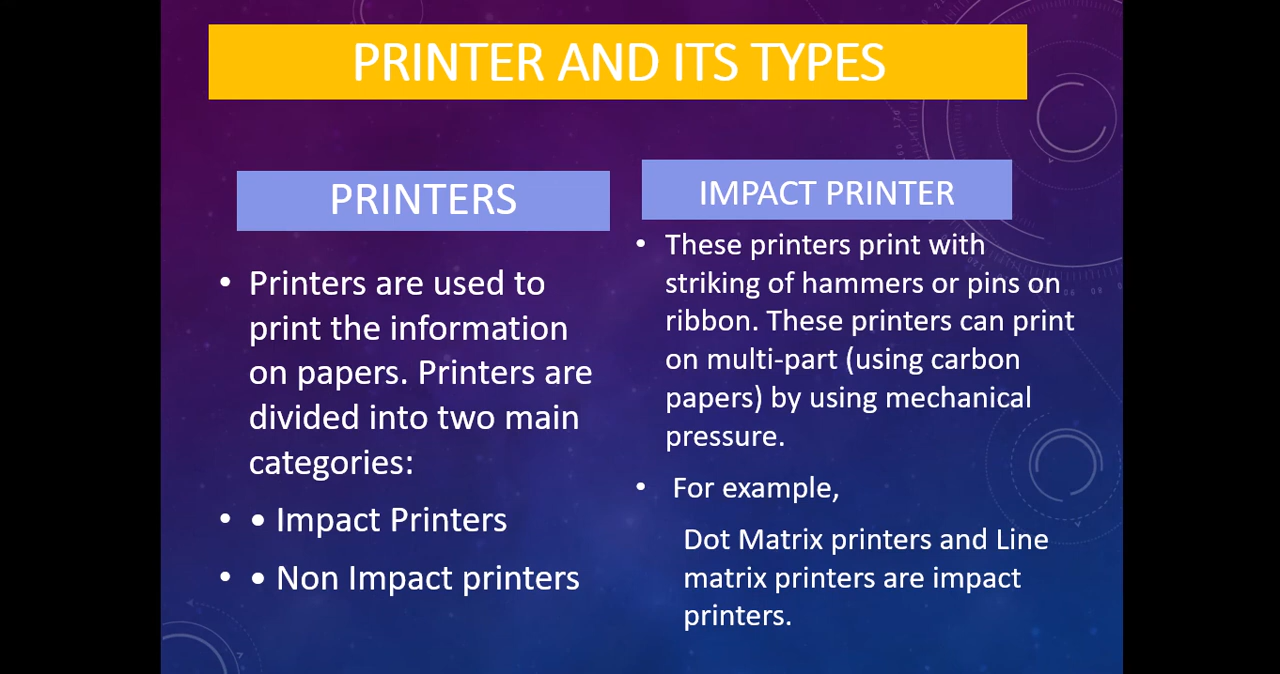 PRINTER AND ITS TYPES
PRINTERS
• Printers are used to
print the information
on papers. Printers are
divided into two main
categories:
• • Impact Printers
• • Non Impact printers
IMPACT PRINTER
• These printers print with
striking of hammers or pins on
ribbon. These printers can print
on multi-part (using carbon
papers) by using mechanical
pressure.
• For example,
Dot Matrix printers and Line
matrix printers are impact
printers.